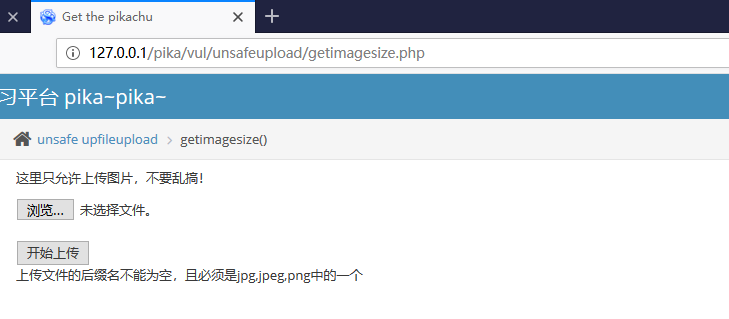 Get the pikachu
127.0.0.1/pika/vul/unsafeupload/getimagesize.php
习平台 pika~pika~
unsafe upfileupload > getimagesize()
这里只允许上传图片，不要乱搞！
浏览... 未选择文件。
开始上传
上传文件的后缀名不能为空，且必须是jpg,jpeg,png中的一个